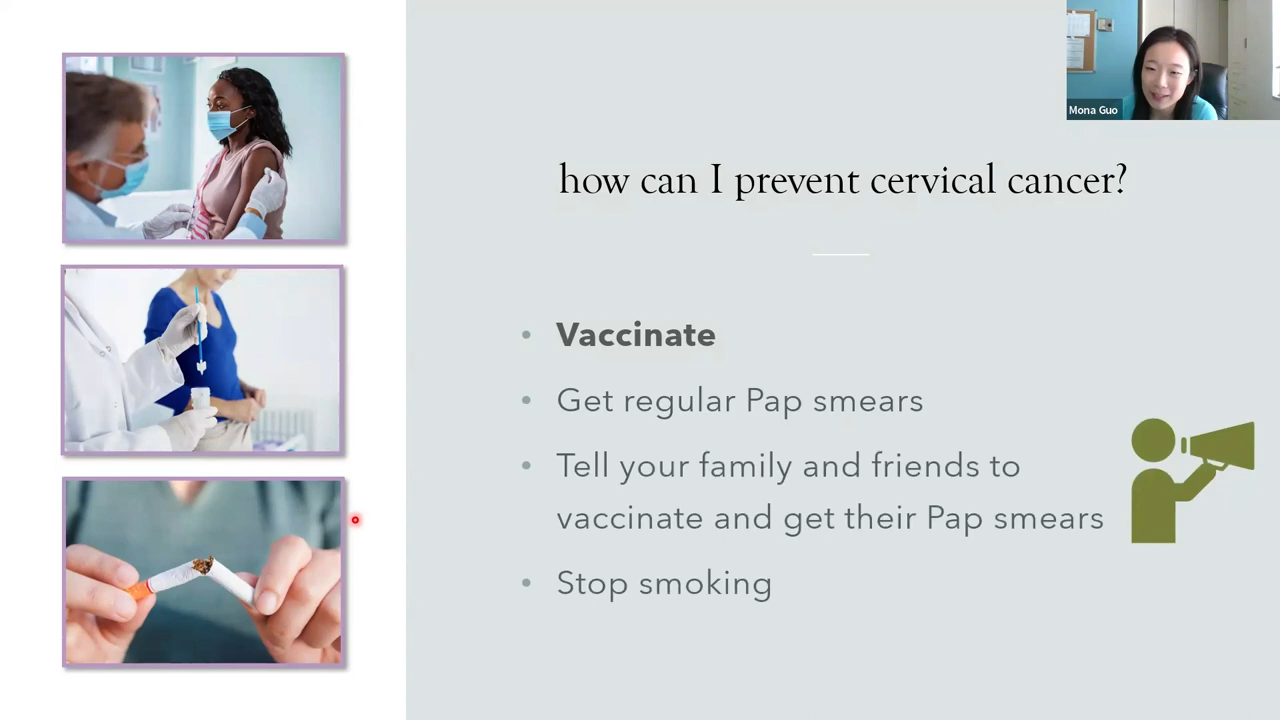 Mona Guo
how can I prevent cervical cancer?
• Vaccinate
• Get regular Pap smears
• Tell your family and friends to
vaccinate and get their Pap smears
• Stop smoking